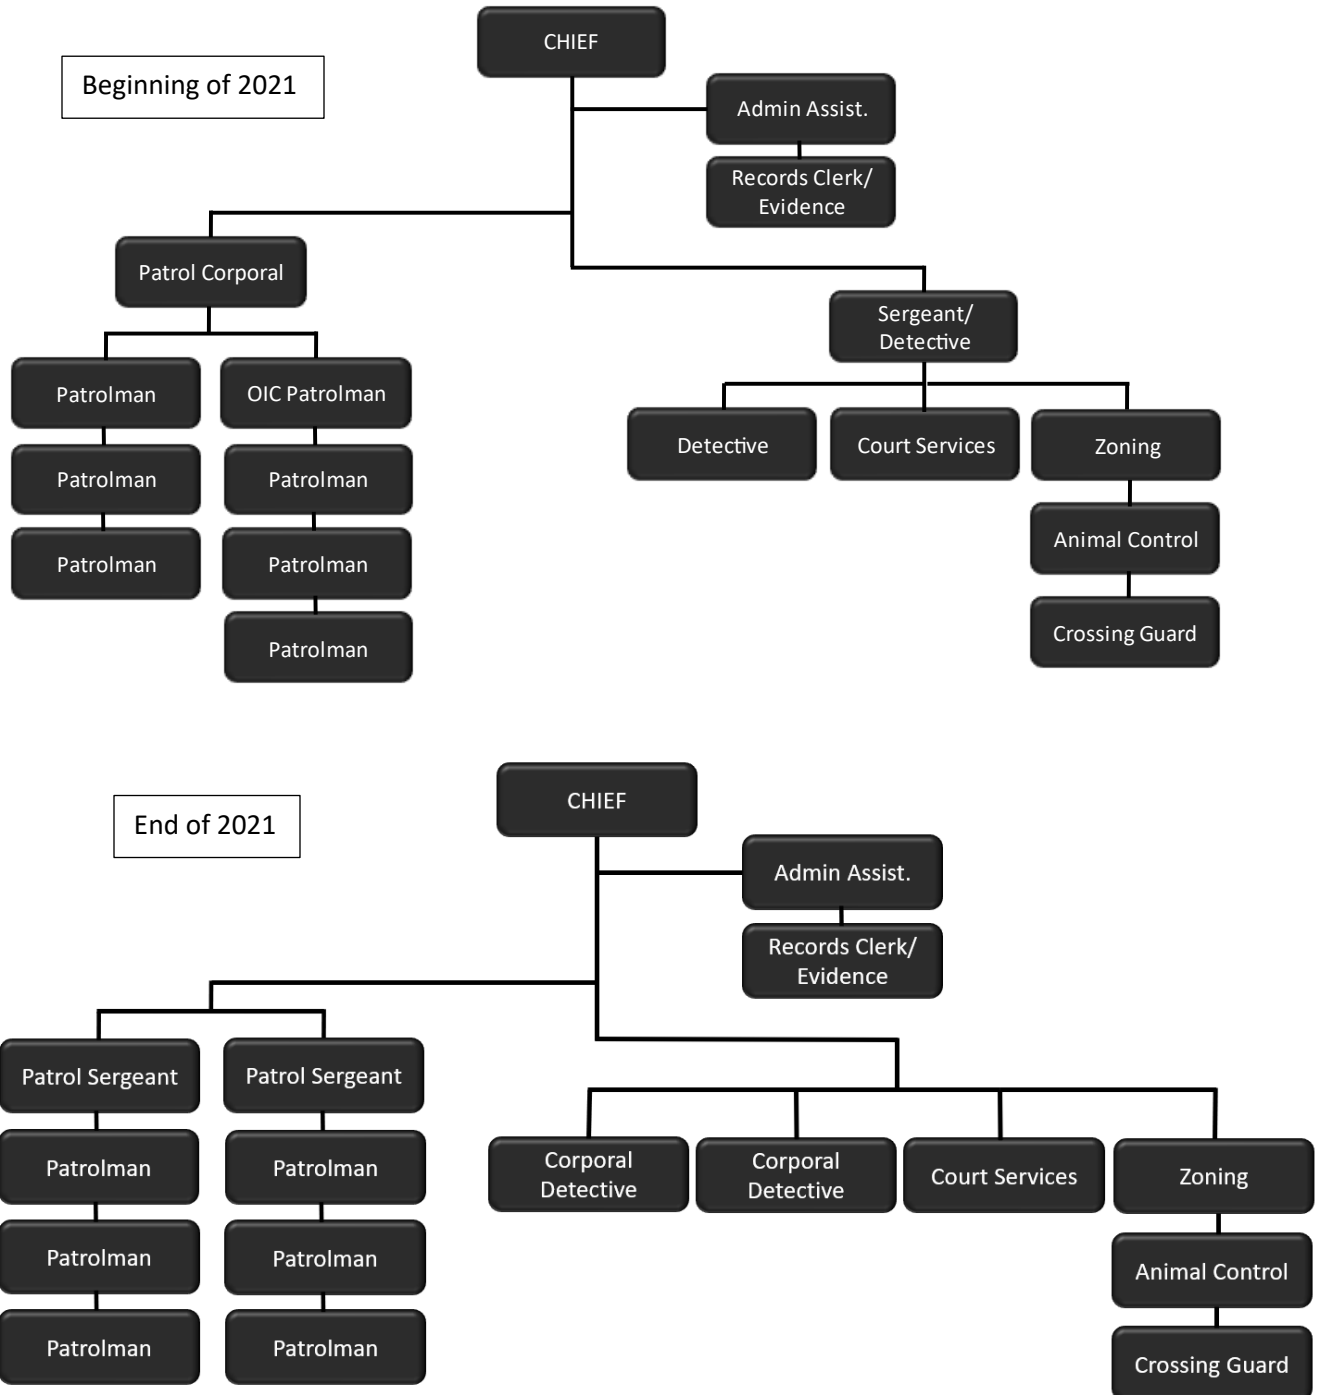 CHIEF
Beginning of 2021
Admin Assist.
Records Clerk/
Evidence
Patrol Corporal
Sergeant/
Detective
Patrolman
OIC Patrolman
Detective
Court Services
Zoning
Patrolman
Patrolman
Animal Control
Patrolman
Patrolman
Crossing Guard
Patrolman
CHIEF
End of 2021
Admin Assist.
Records Clerk/
Evidence
Patrol Sergeant
Patrol Sergeant
Corporal
Detective
Corporal
Detective
Court Services
Zoning
Patrolman
Patrolman
Patrolman
Patrolman
Animal Control
Patrolman
Patrolman
Crossing Guard